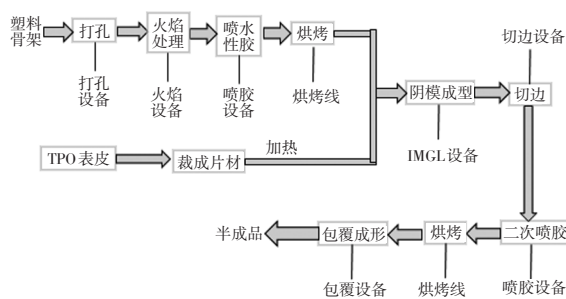 塑料
骨架
打孔
火焰
处理
喷水
性胶
烘烤
打孔
设备
火焰
设备
喷胶
设备
烘烤线
切边设备
阴模成型
切边
IMGL设备
TPO表皮
裁成片材
加热
半成品
包覆成形
烘烤
二次喷胶
包覆设备
烘烤线
喷胶设备